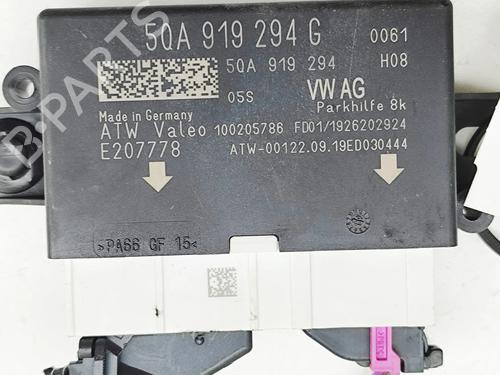 5QA 919 294 G 0061
5QA 919 294 H08
05S VW AG
Parkhilfe 8k
Made in Germany
ATW Valeo 100205786 FD01/1926202924
E207778 ATW-00122.09.19ED030444
>PA66 GF 15<
B-PARTS